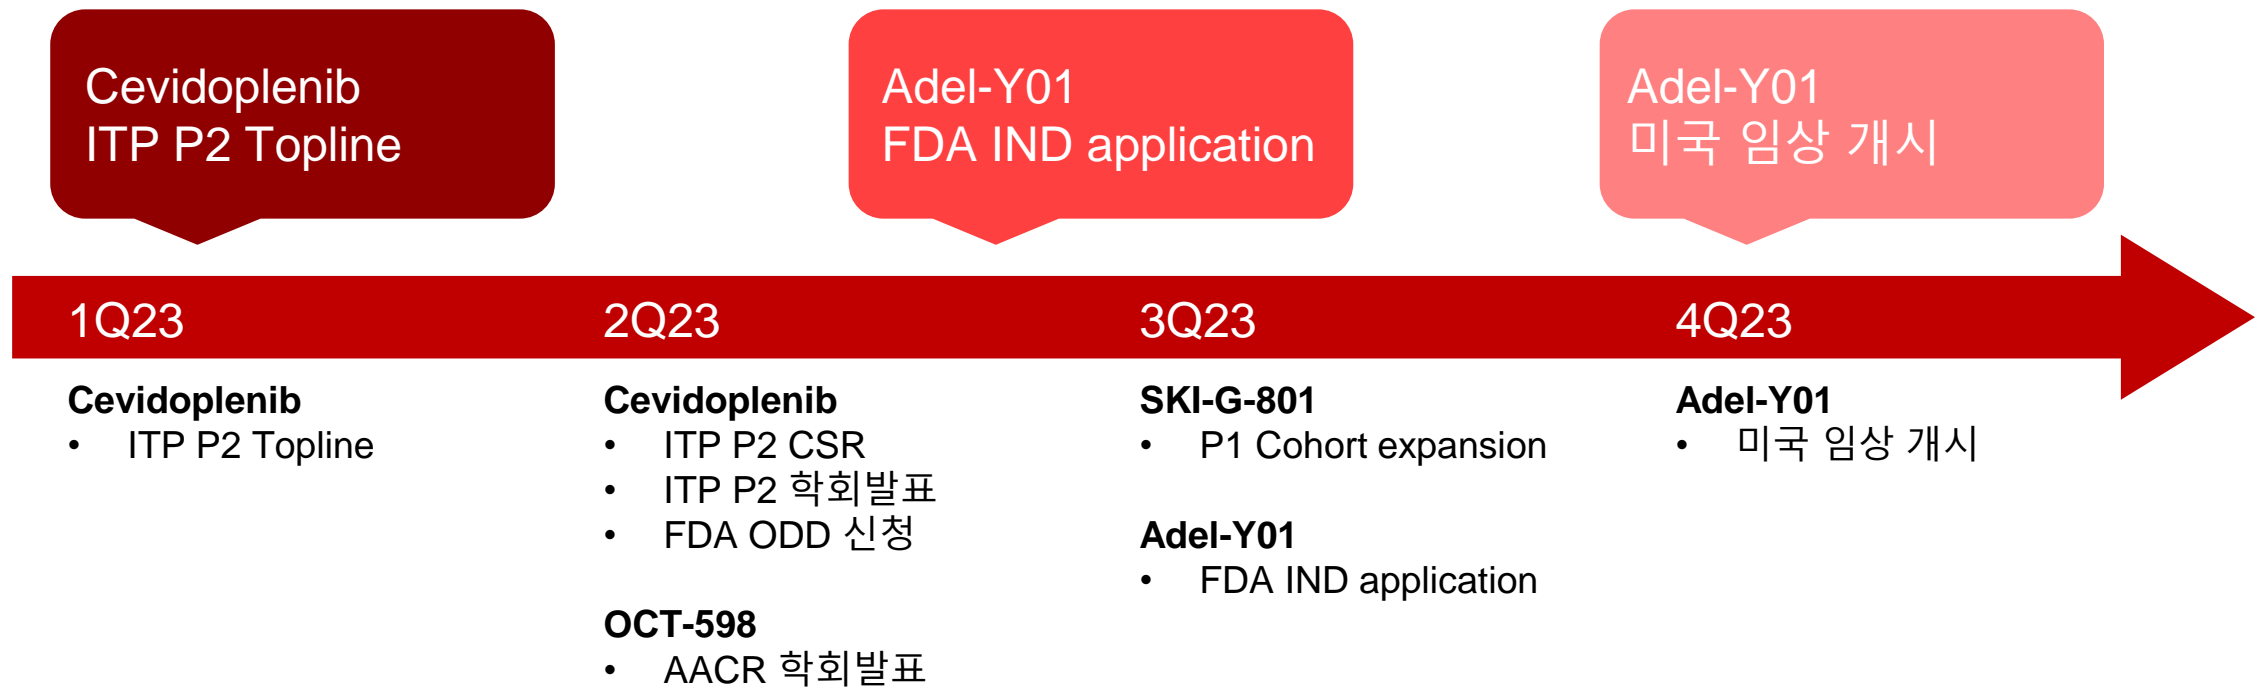 Cevidoplenib
ITP P2 Topline
Adel-Y01
FDA IND application
Adel-Y01
미국 임상 개시
1Q23
2Q23
3Q23
4Q23
Cevidoplenib
• ITP P2 Topline
Cevidoplenib
• ITP P2 CSR
• ITP P2 학회발표
• FDA ODD 신청
OCT-598
• AACR 학회발표
SKI-G-801
• P1 Cohort expansion
Adel-Y01
• FDA IND application
Adel-Y01
• 미국 임상 개시